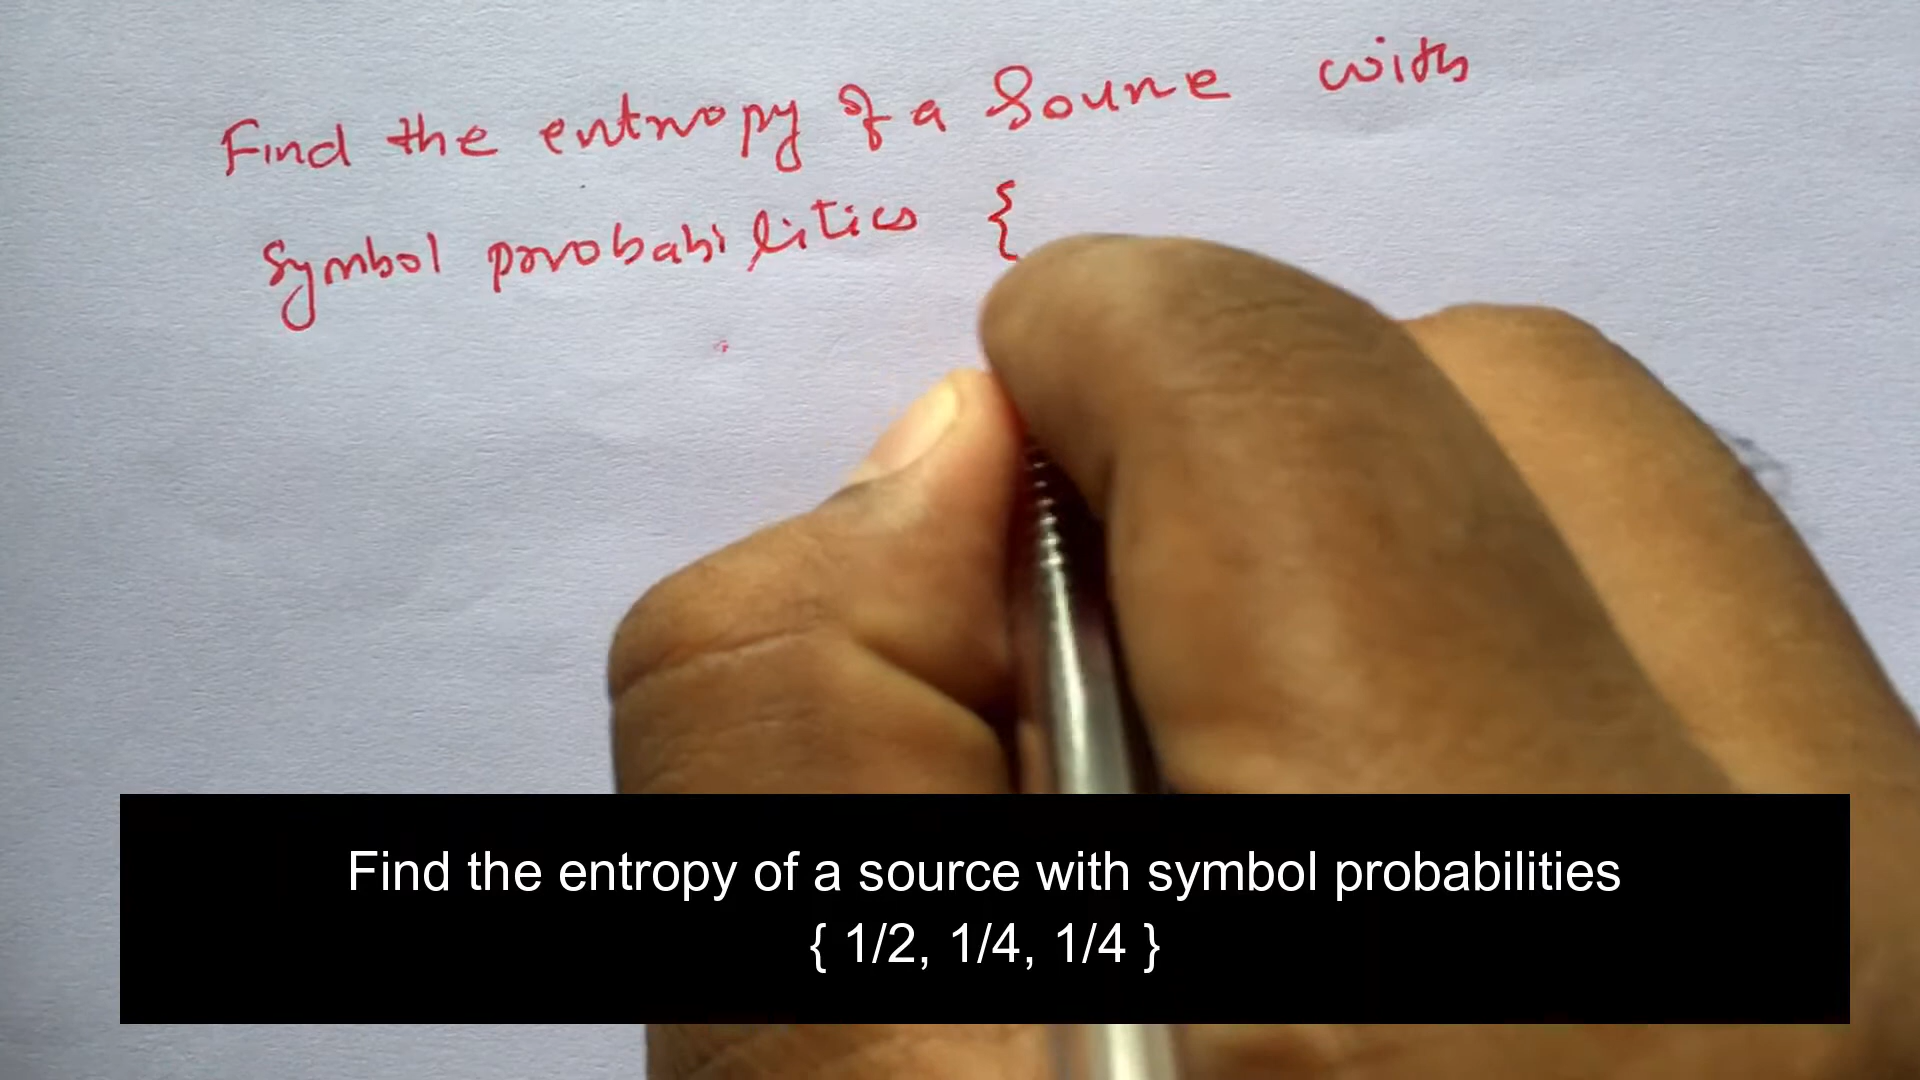 Find the entropy of a Source with
Symbol probabilities {
Find the entropy of a source with symbol probabilities
{ 1/2, 1/4, 1/4 }